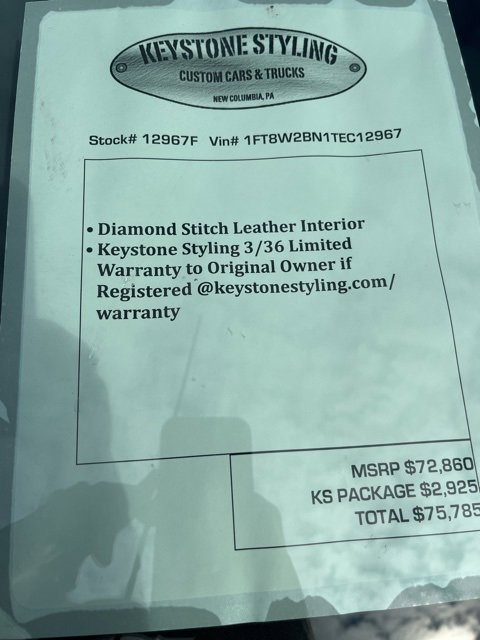 KEYSTONE STYLING
CUSTOM CARS & TRUCKS
NEW COLUMBIA, PA
Stock# 12967F Vin# 1FT8W2BN1TEC12967
• Diamond Stitch Leather Interior
• Keystone Styling 3/36 Limited
Warranty to Original Owner if
Registered @keystonestyling.com/
warranty
MSRP $72,860
KS PACKAGE $2,925
TOTAL $75,785